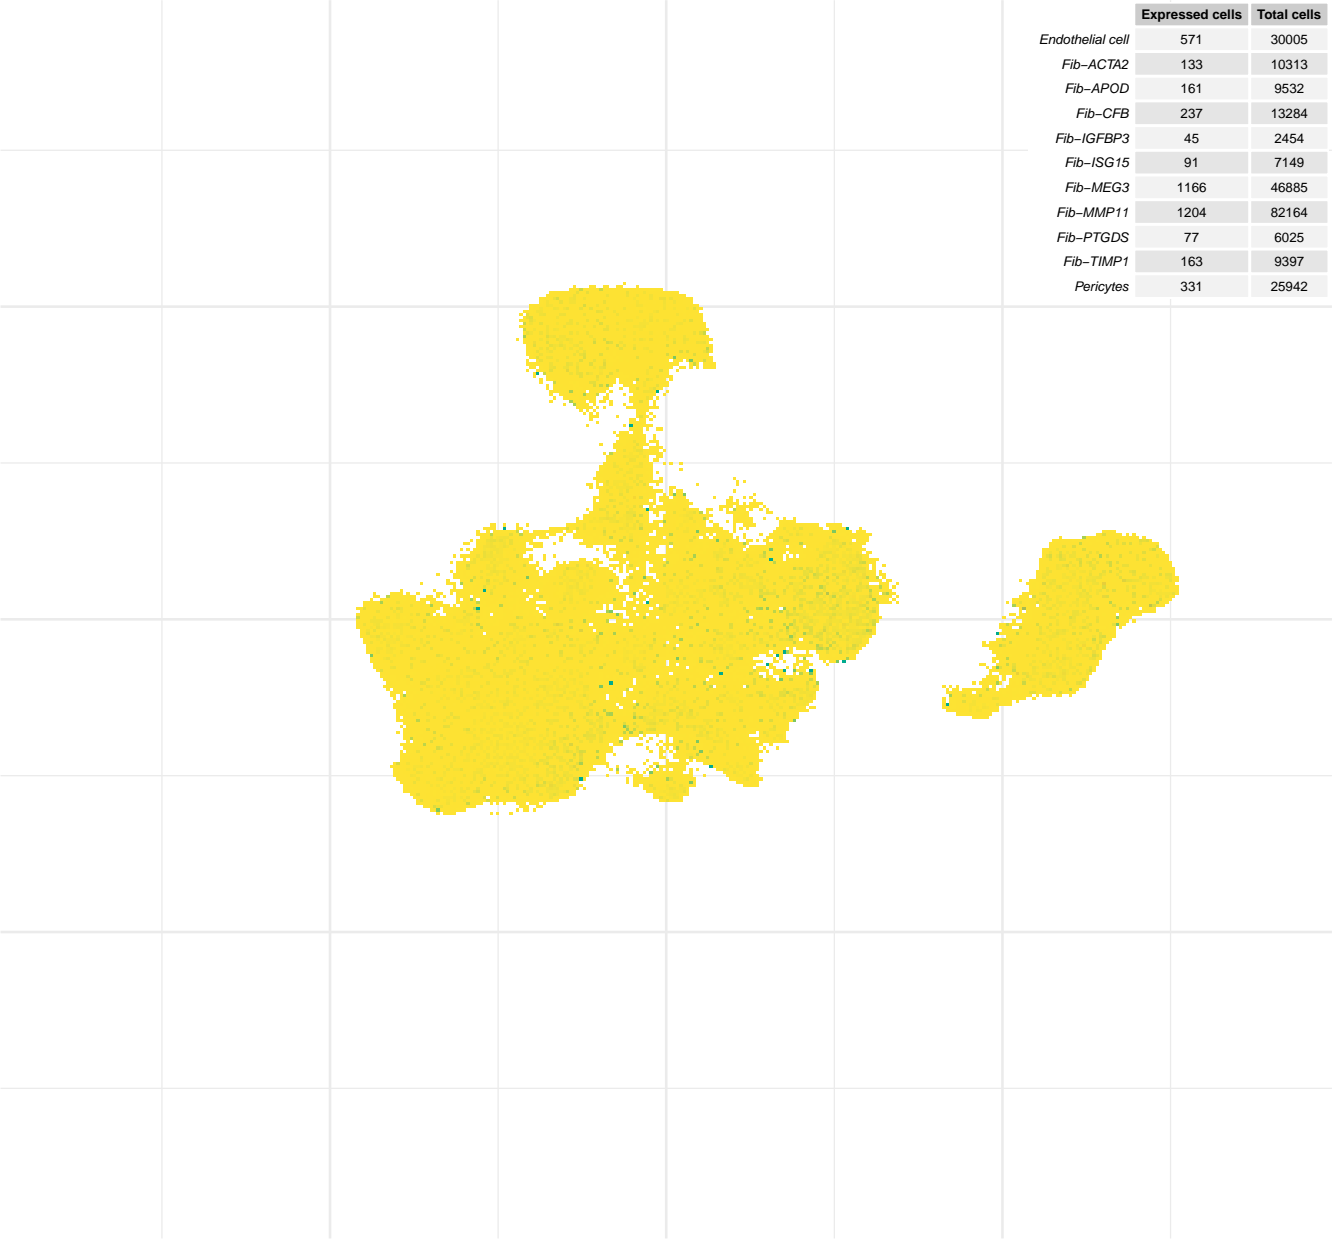 Expressed cells Total cells
Endothelial cell 571 30005
Fib−ACTA2 133 10313
Fib−APOD 161 9532
Fib−CFB 237 13284
Fib−IGFBP3 45 2454
Fib−ISG15 91 7149
Fib−MEG3 1166 46885
Fib−MMP11 1204 82164
Fib−PTGDS 77 6025
Fib−TIMP1 163 9397
Pericytes 331 25942